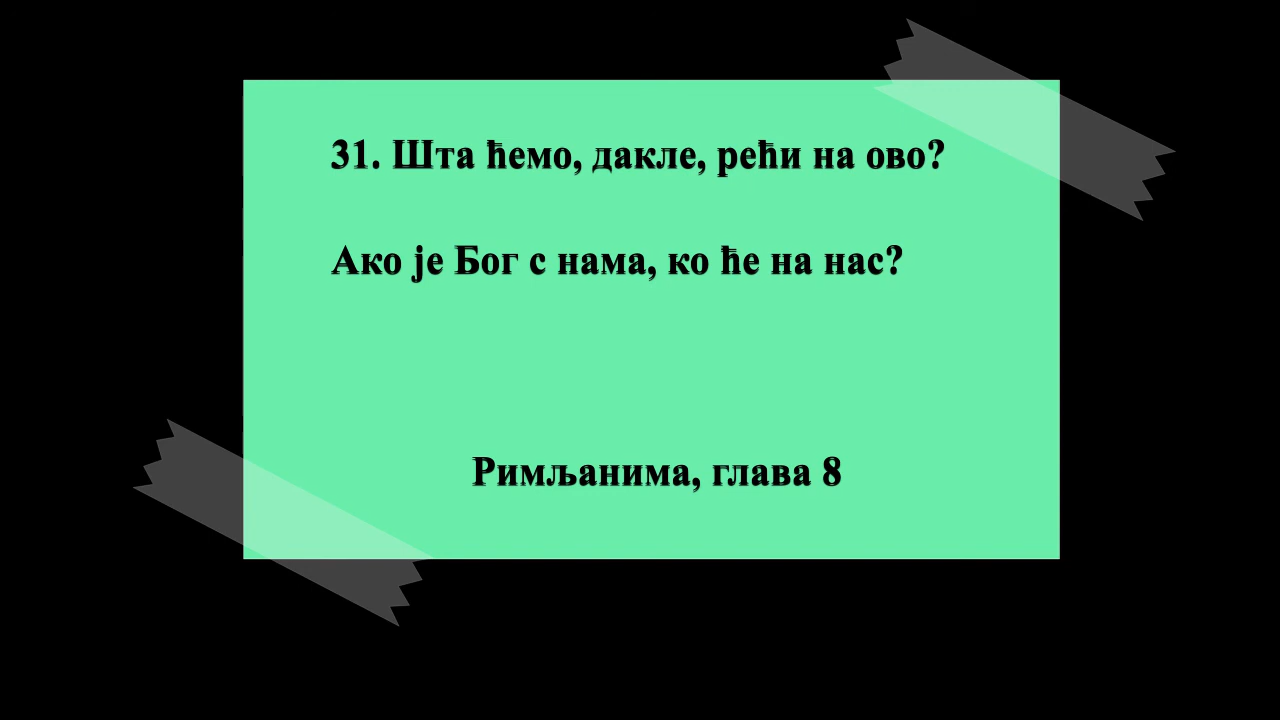 31. Шта ћемо, дакле, рећи на ово?
Ако је Бог с нама, ко ће на нас?
Римљанима, глава 8